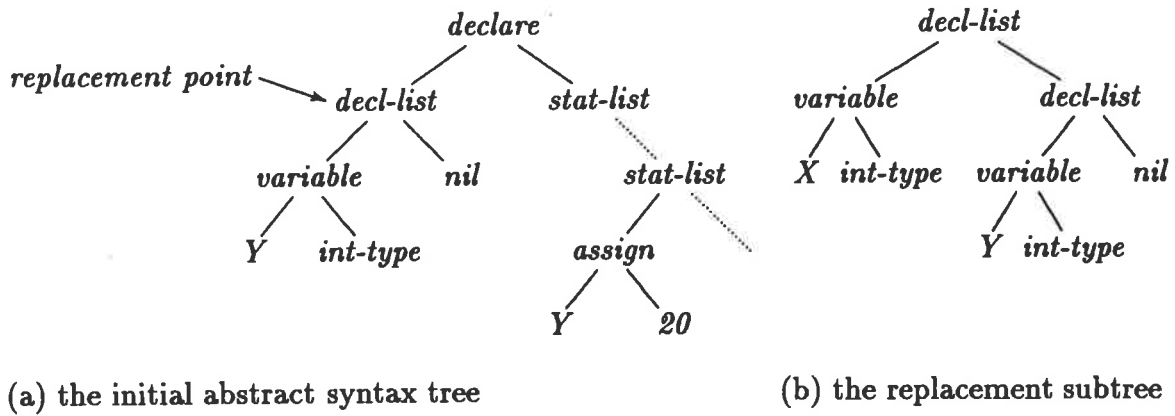 declare decl-list
replacement point
decl-list stat-list variable decl-list
variable nil stat-list X int-type variable nil
Y int-type assign Y int-type
Y 20
(a) the initial abstract syntax tree (b) the replacement subtree